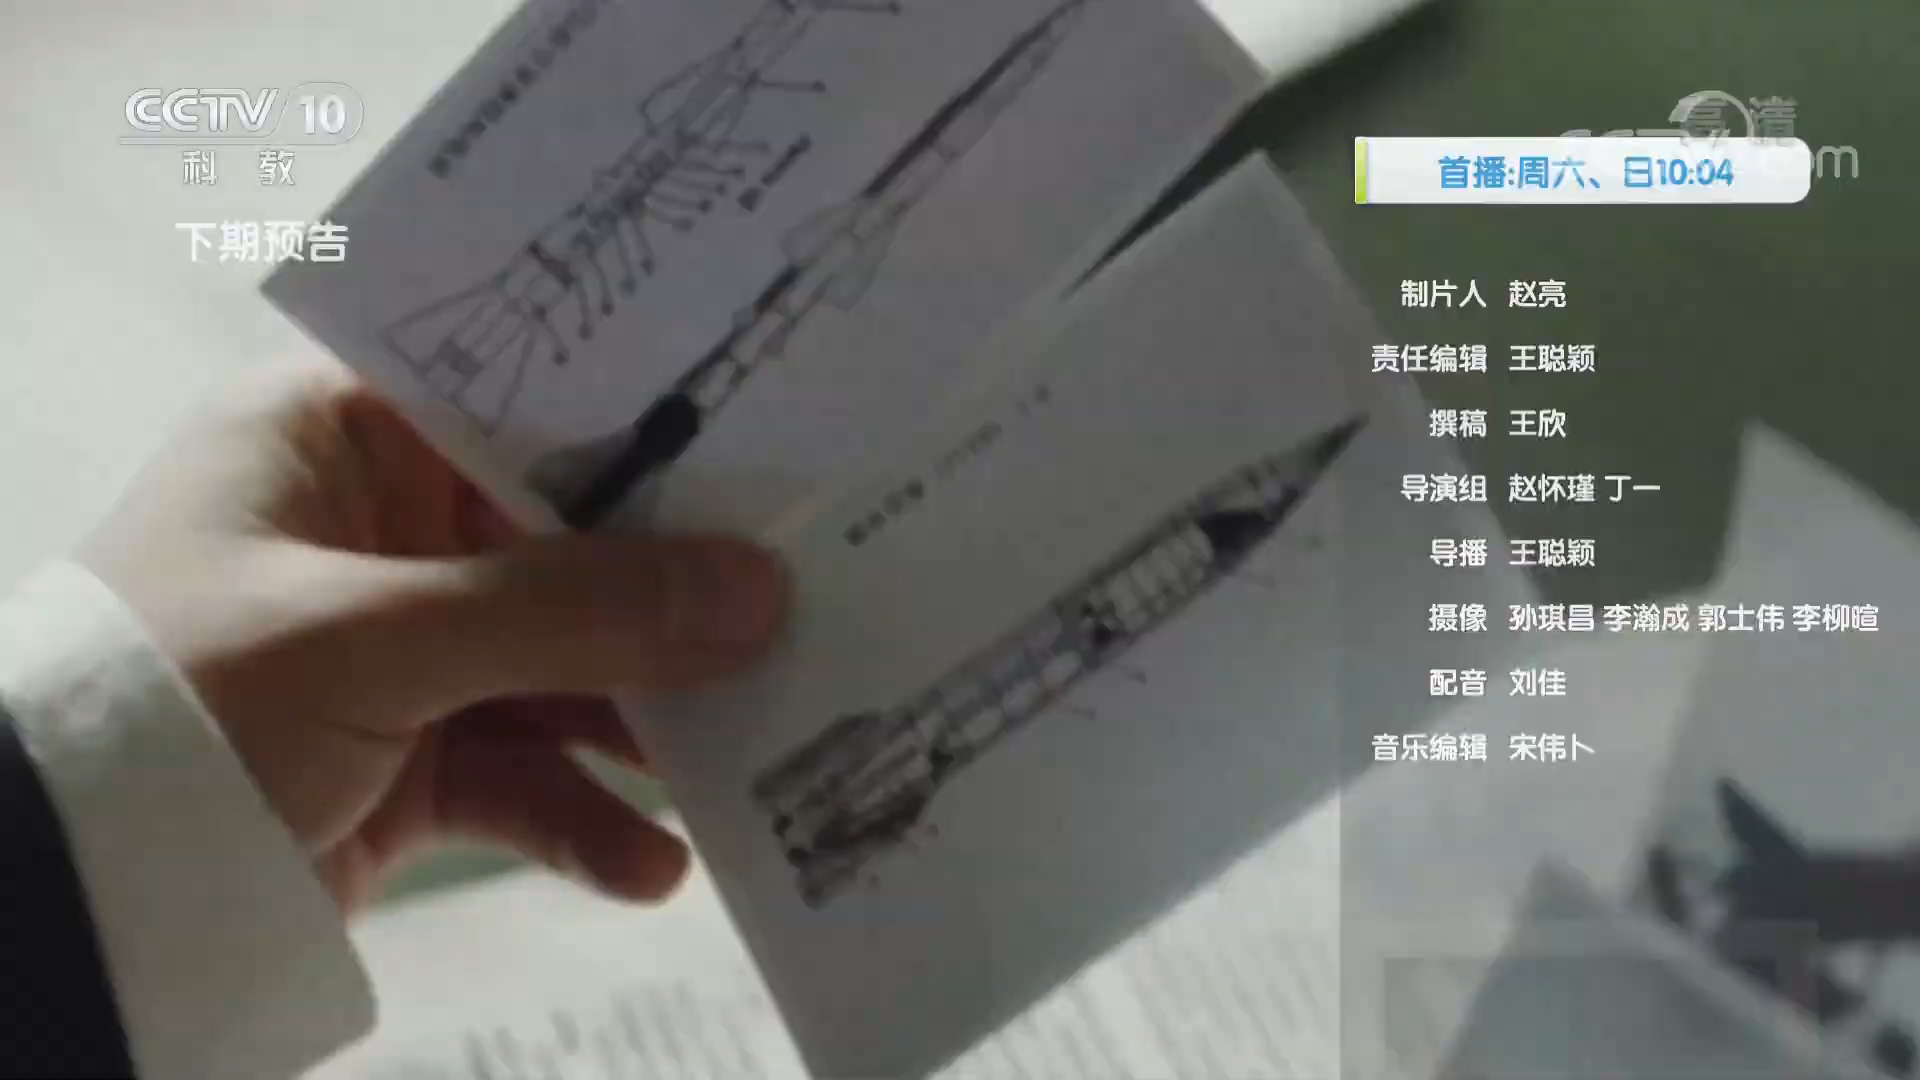 CCTV 10
科 教
下期预告
高清
首播:周六、日10:04
制片人 赵亮
责任编辑 王聪颖
撰稿 王欣
导演组 赵怀瑾 丁一
导播 王聪颖
摄像 孙琪昌 李瀚成 郭士伟 李柳暄
配音 刘佳
音乐编辑 宋伟卜